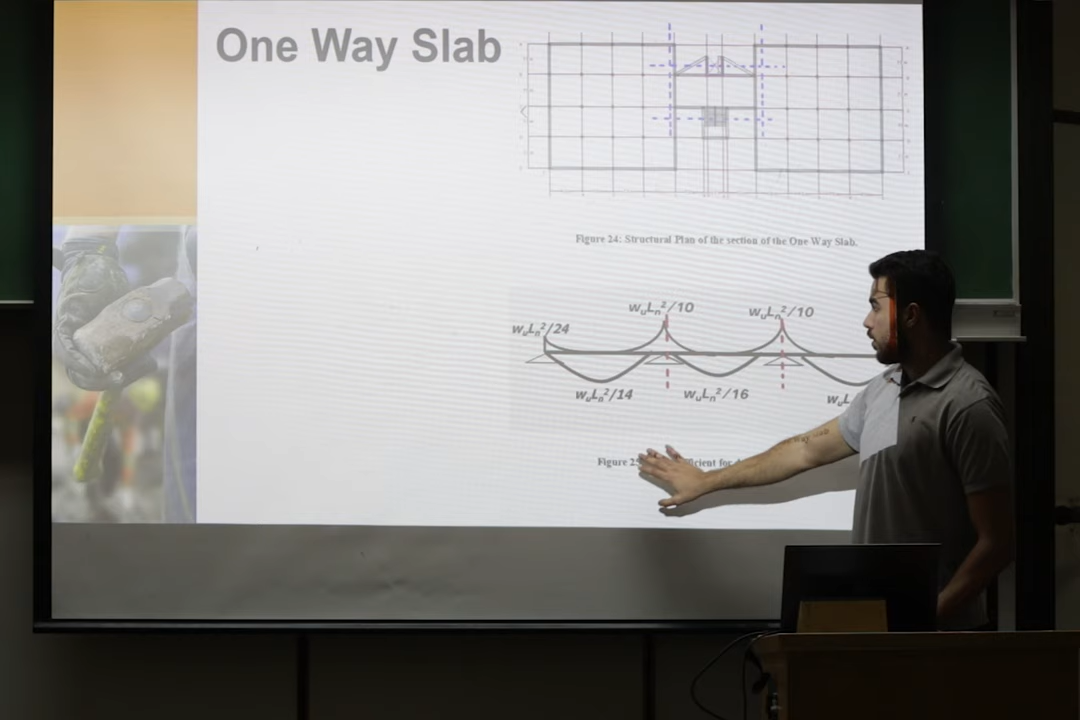 One Way Slab
Figure 24: Structural Plan of the section of the One Way Slab.
wᵤLₙ²/10
wᵤLₙ²/10
wᵤLₙ²/24
wᵤLₙ²/14
wᵤLₙ²/16
wᵤL
Figure 2